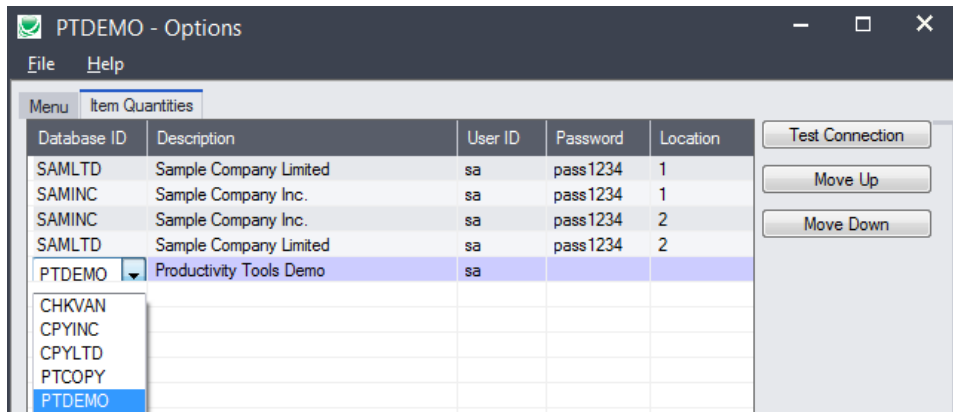 PTDEMO - Options
File Help
Menu Item Quantities
Database ID Description User ID Password Location
SAMLTD Sample Company Limited sa pass1234 1
SAMINC Sample Company Inc. sa pass1234 1
SAMINC Sample Company Inc. sa pass1234 2
SAMLTD Sample Company Limited sa pass1234 2
PTDEMO Productivity Tools Demo sa
CHKVAN
CPYINC
CPYLTD
PTCOPY
PTDEMO
Test Connection
Move Up
Move Down